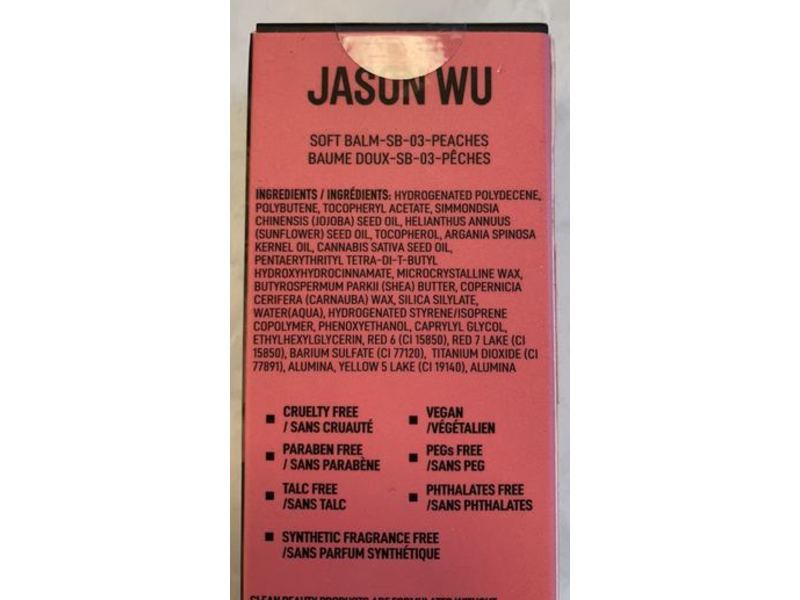 JASON WU
SOFT BALM-SB-03-PEACHES
BAUME DOUX-SB-03-PÊCHES
INGREDIENTS / INGRÉDIENTS: HYDROGENATED POLYDECENE,
POLYBUTENE, TOCOPHERYL ACETATE, SIMMONDSIA
CHINENSIS (JOJOBA) SEED OIL, HELIANTHUS ANNUUS
(SUNFLOWER) SEED OIL, TOCOPHEROL, ARGANIA SPINOSA
KERNEL OIL, CANNABIS SATIVA SEED OIL,
PENTAERYTHRITYL TETRA-DI-T-BUTYL
HYDROXYHYDROCINNAMATE, MICROCRYSTALLINE WAX,
BUTYROSPERMUM PARKII (SHEA) BUTTER, COPERNICIA
CERIFERA (CARNAUBA) WAX, SILICA SILYLATE,
WATER(AQUA), HYDROGENATED STYRENE/ISOPRENE
COPOLYMER, PHENOXYETHANOL, CAPRYLYL GLYCOL,
ETHYLHEXYLGLYCERIN, RED 6 (CI 15850), RED 7 LAKE (CI
15850), BARIUM SULFATE (CI 77120), TITANIUM DIOXIDE (CI
77891), ALUMINA, YELLOW 5 LAKE (CI 19140), ALUMINA
CRUELTY FREE
/ SANS CRUAUTÉ
VEGAN
/VÉGÉTALIEN
PARABEN FREE
/ SANS PARABÈNE
PEGs FREE
/SANS PEG
TALC FREE
/SANS TALC
PHTHALATES FREE
/SANS PHTHALATES
SYNTHETIC FRAGRANCE FREE
/SANS PARFUM SYNTHÉTIQUE
CLEAN BEAUTY PRODUCTS ARE FORMULATED WITHOUT